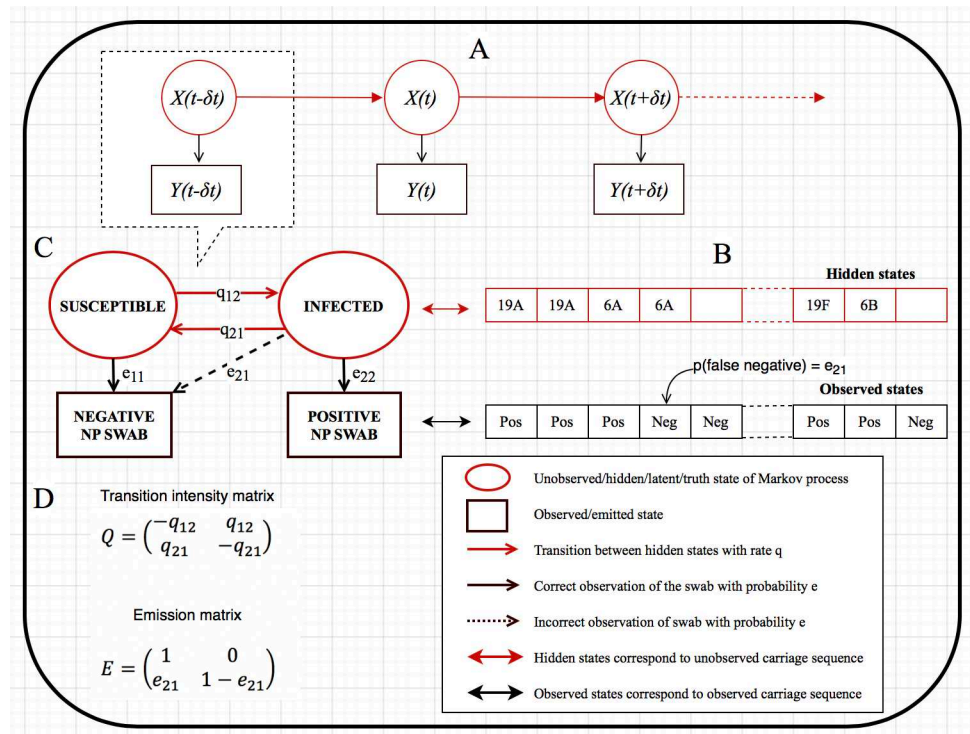 A
X(t-δt)
X(t)
X(t+δt)
Y(t-δt)
Y(t)
Y(t+δt)
C
SUSCEPTIBLE
q12
q21
INFECTED
e11
e21
e22
NEGATIVE
NP SWAB
POSITIVE
NP SWAB
B
Hidden states
19A 19A 6A 6A 19F 6B
p(false negative) = e21
Observed states
Pos Pos Pos Neg Neg Pos Pos Neg
D
Transition intensity matrix
Q = (−q12 q12
q21 −q21)
Emission matrix
E = (1 0
e21 1 − e21)
Unobserved/hidden/latent/truth state of Markov process
Observed/emitted state
Transition between hidden states with rate q
Correct observation of the swab with probability e
Incorrect observation of swab with probability e
Hidden states correspond to unobserved carriage sequence
Observed states correspond to observed carriage sequence